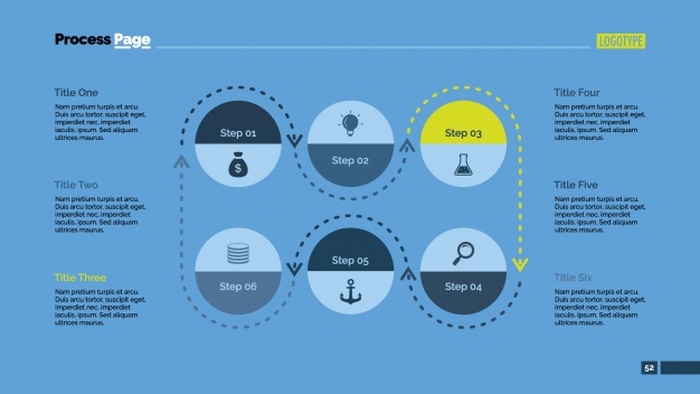 Process Page
LOGOTYPE
Title One
Nam pretium turpis et arcu.
Duis arcu tortor, suscipit eget,
imperdiet nec, imperdiet
iaculis, ipsum. Sed aliquam
ultrices maurus.
Title Two
Nam pretium turpis et arcu.
Duis arcu tortor, suscipit eget,
imperdiet nec, imperdiet
iaculis, ipsum. Sed aliquam
ultrices maurus.
Title Three
Nam pretium turpis et arcu.
Duis arcu tortor, suscipit eget,
imperdiet nec, imperdiet
iaculis, ipsum. Sed aliquam
ultrices maurus.
Step 01
$
Step 02
Step 03
Step 06
Step 05
Step 04
Title Four
Nam pretium turpis et arcu.
Duis arcu tortor, suscipit eget,
imperdiet nec, imperdiet
iaculis, ipsum. Sed aliquam
ultrices maurus.
Title Five
Nam pretium turpis et arcu.
Duis arcu tortor, suscipit eget,
imperdiet nec, imperdiet
iaculis, ipsum. Sed aliquam
ultrices maurus.
Title Six
Nam pretium turpis et arcu.
Duis arcu tortor, suscipit eget,
imperdiet nec, imperdiet
iaculis, ipsum. Sed aliquam
ultrices maurus.
52